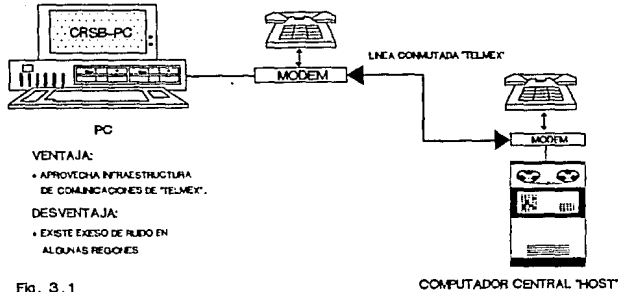 CRSB-PC
MODEM
LINEA CONMUTADA "TELMEX"
MODEM
PC
VENTAJA:
• APROVECHA INFRAESTRUCTURA
DE COMUNICACIONES DE "TELMEX".
DESVENTAJA:
• EXISTE EXESO DE RUIDO EN
ALGUNAS REGIONES
Fig. 3.1
COMPUTADOR CENTRAL "HOST"